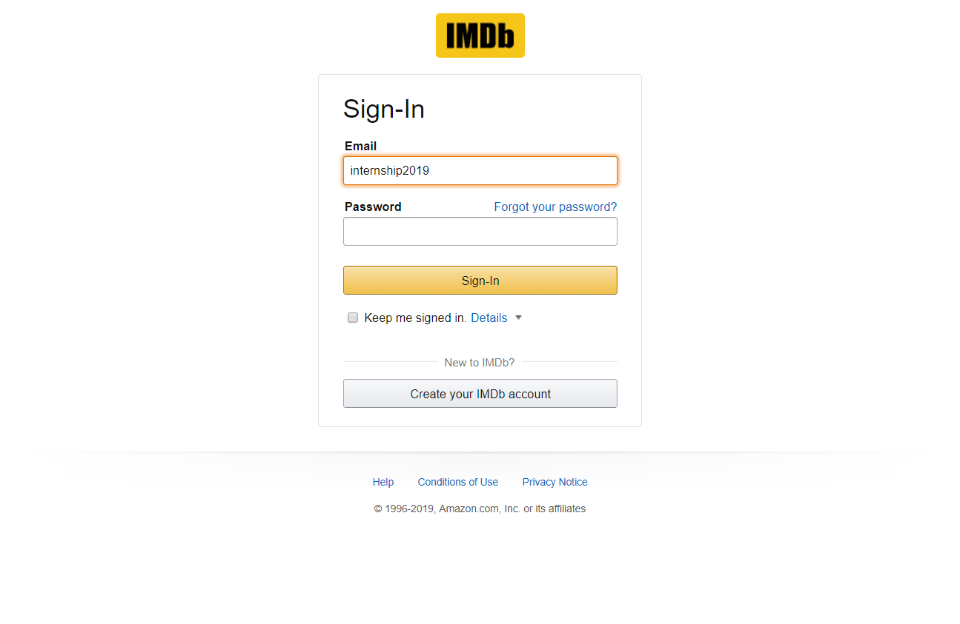 IMDb
Sign-In
Email
internship2019
Password Forgot your password?
Sign-In
Keep me signed in. Details
New to IMDb?
Create your IMDb account
Help Conditions of Use Privacy Notice
© 1996-2019, Amazon.com, Inc. or its affiliates